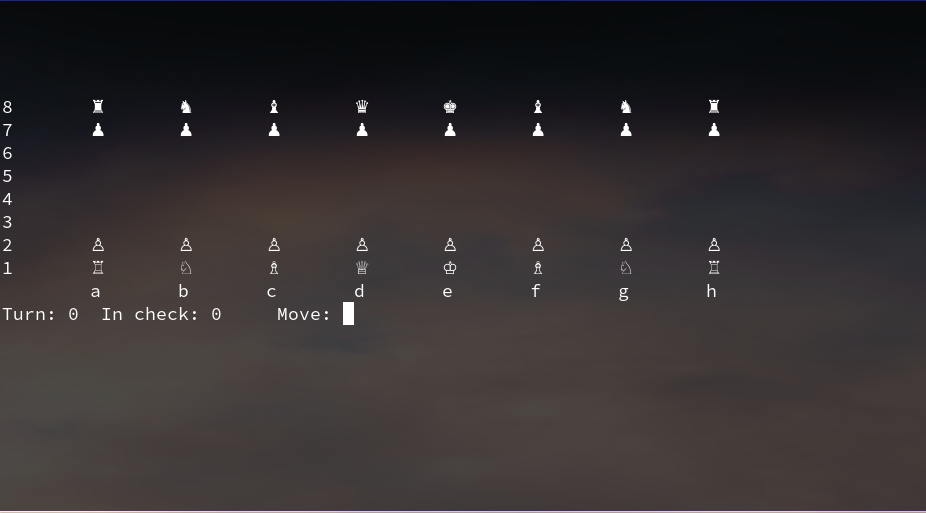 8 ♜ ♞ ♝ ♛ ♚ ♝ ♞ ♜
7 ♟ ♟ ♟ ♟ ♟ ♟ ♟ ♟
6
5
4
3
2 ♙ ♙ ♙ ♙ ♙ ♙ ♙ ♙
1 ♖ ♘ ♗ ♕ ♔ ♗ ♘ ♖
a b c d e f g h
Turn: 0 In check: 0 Move: